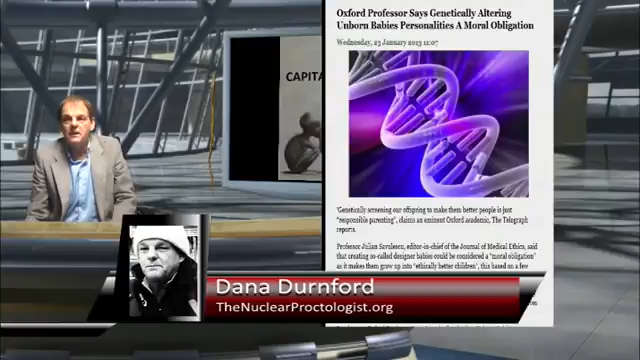 Oxford Professor Says Genetically Altering
Unborn Babies Personalities A Moral Obligation
Wednesday, 23 January 2013 11:07
CAPITA
'Genetically screening our offspring to make them better people is just
"responsible parenting", claims an eminent Oxford academic, The Telegraph
reports.
Professor Julian Savulescu, editor-in-chief of the Journal of Medical Ethics, said
that creating so-called designer babies could be considered a "moral obligation"
as it makes them grow up into "ethically better children", this based on a few
Dana Durnford
TheNuclearProctologist.org